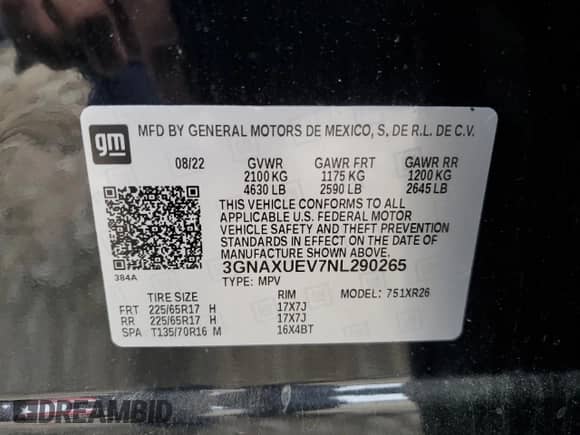 gm
MFD BY GENERAL MOTORS DE MEXICO, S, DE R.L. DE C.V.
08/22 GVWR GAWR FRT GAWR RR
2100 KG 1175 KG 1200 KG
4630 LB 2590 LB 2645 LB
THIS VEHICLE CONFORMS TO ALL
APPLICABLE U.S. FEDERAL MOTOR
VEHICLE SAFETY AND THEFT PREVENTION
STANDARDS IN EFFECT ON THE DATE OF
MANUFACTURE SHOWN ABOVE.
384A 3GNAXUEV7NL290265
TYPE: MPV
TIRE SIZE RIM MODEL: 751XR26
FRT 225/65R17 H 17X7J
RR 225/65R17 H 17X7J
SPA T135/70R16 M 16X4BT
DREAMBID